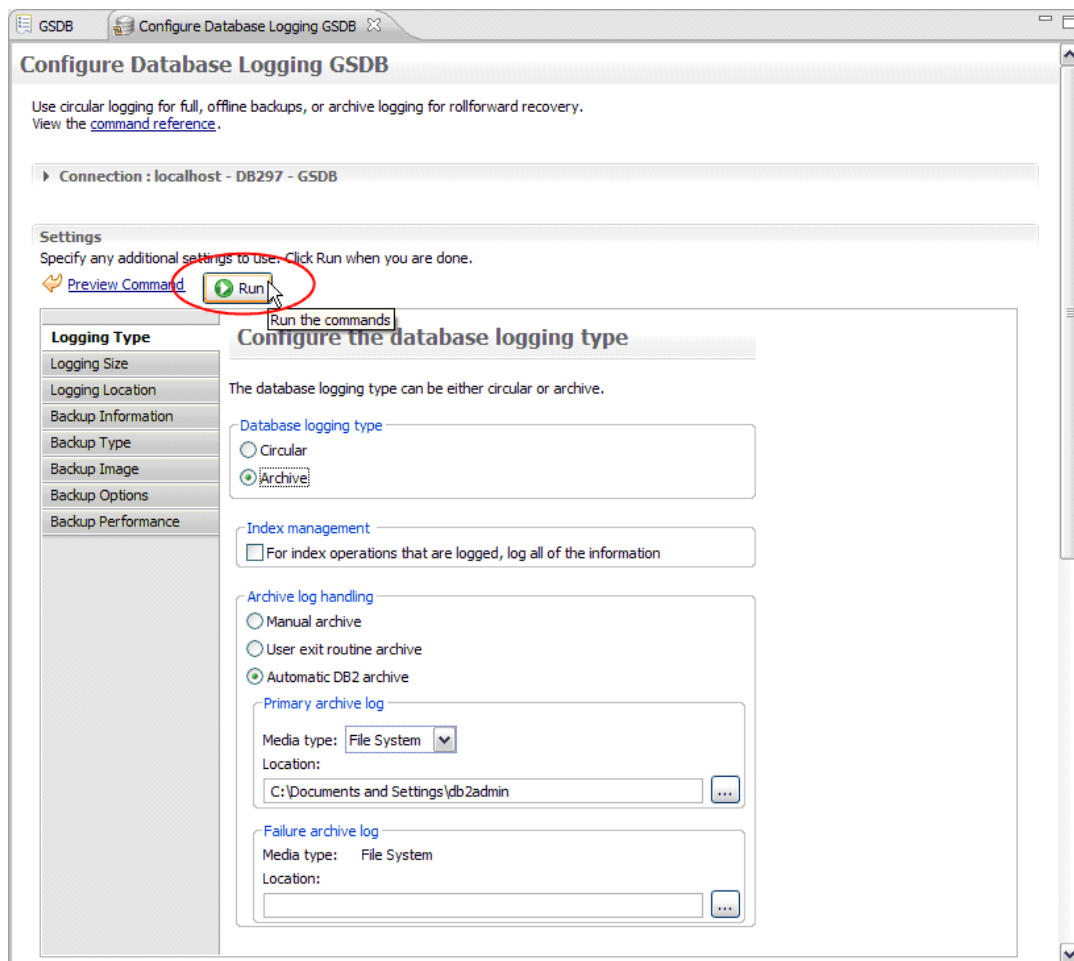 GSDB
Configure Database Logging GSDB
Configure Database Logging GSDB
Use circular logging for full, offline backups, or archive logging for rollforward recovery.
View the command reference.
Connection : localhost - DB297 - GSDB
Settings
Specify any additional settings to use. Click Run when you are done.
Preview Command
Run
Run the commands
Logging Type
Logging Size
Logging Location
Backup Information
Backup Type
Backup Image
Backup Options
Backup Performance
Configure the database logging type
The database logging type can be either circular or archive.
Database logging type
Circular
Archive
Index management
For index operations that are logged, log all of the information
Archive log handling
Manual archive
User exit routine archive
Automatic DB2 archive
Primary archive log
Media type: File System
Location:
C:\Documents and Settings\db2admin
...
Failure archive log
Media type: File System
Location:
...